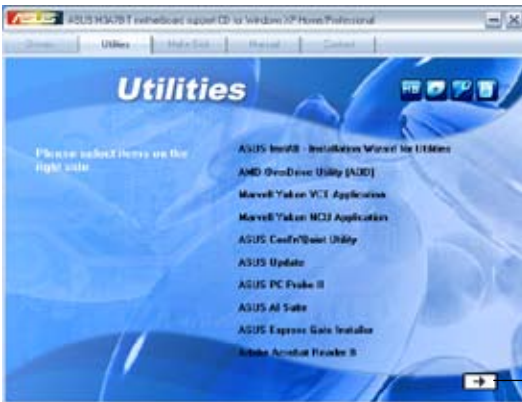 ASUS M3A78-T motherboard support CD for Windows XP Home/Professional
Drivers Utilities Make Disk Manual Contact
Utilities
Please select items on the
right side
ASUS InstAll - Installation Wizard for Utilities
AMD OverDrive Utility (AOD)
Marvell Yukon VCT Application
Marvell Yukon NCU Application
ASUS Cool'n'Quiet Utility
ASUS Update
ASUS PC Probe II
ASUS AI Suite
ASUS Express Gate Installer
Adobe Acrobat Reader 8